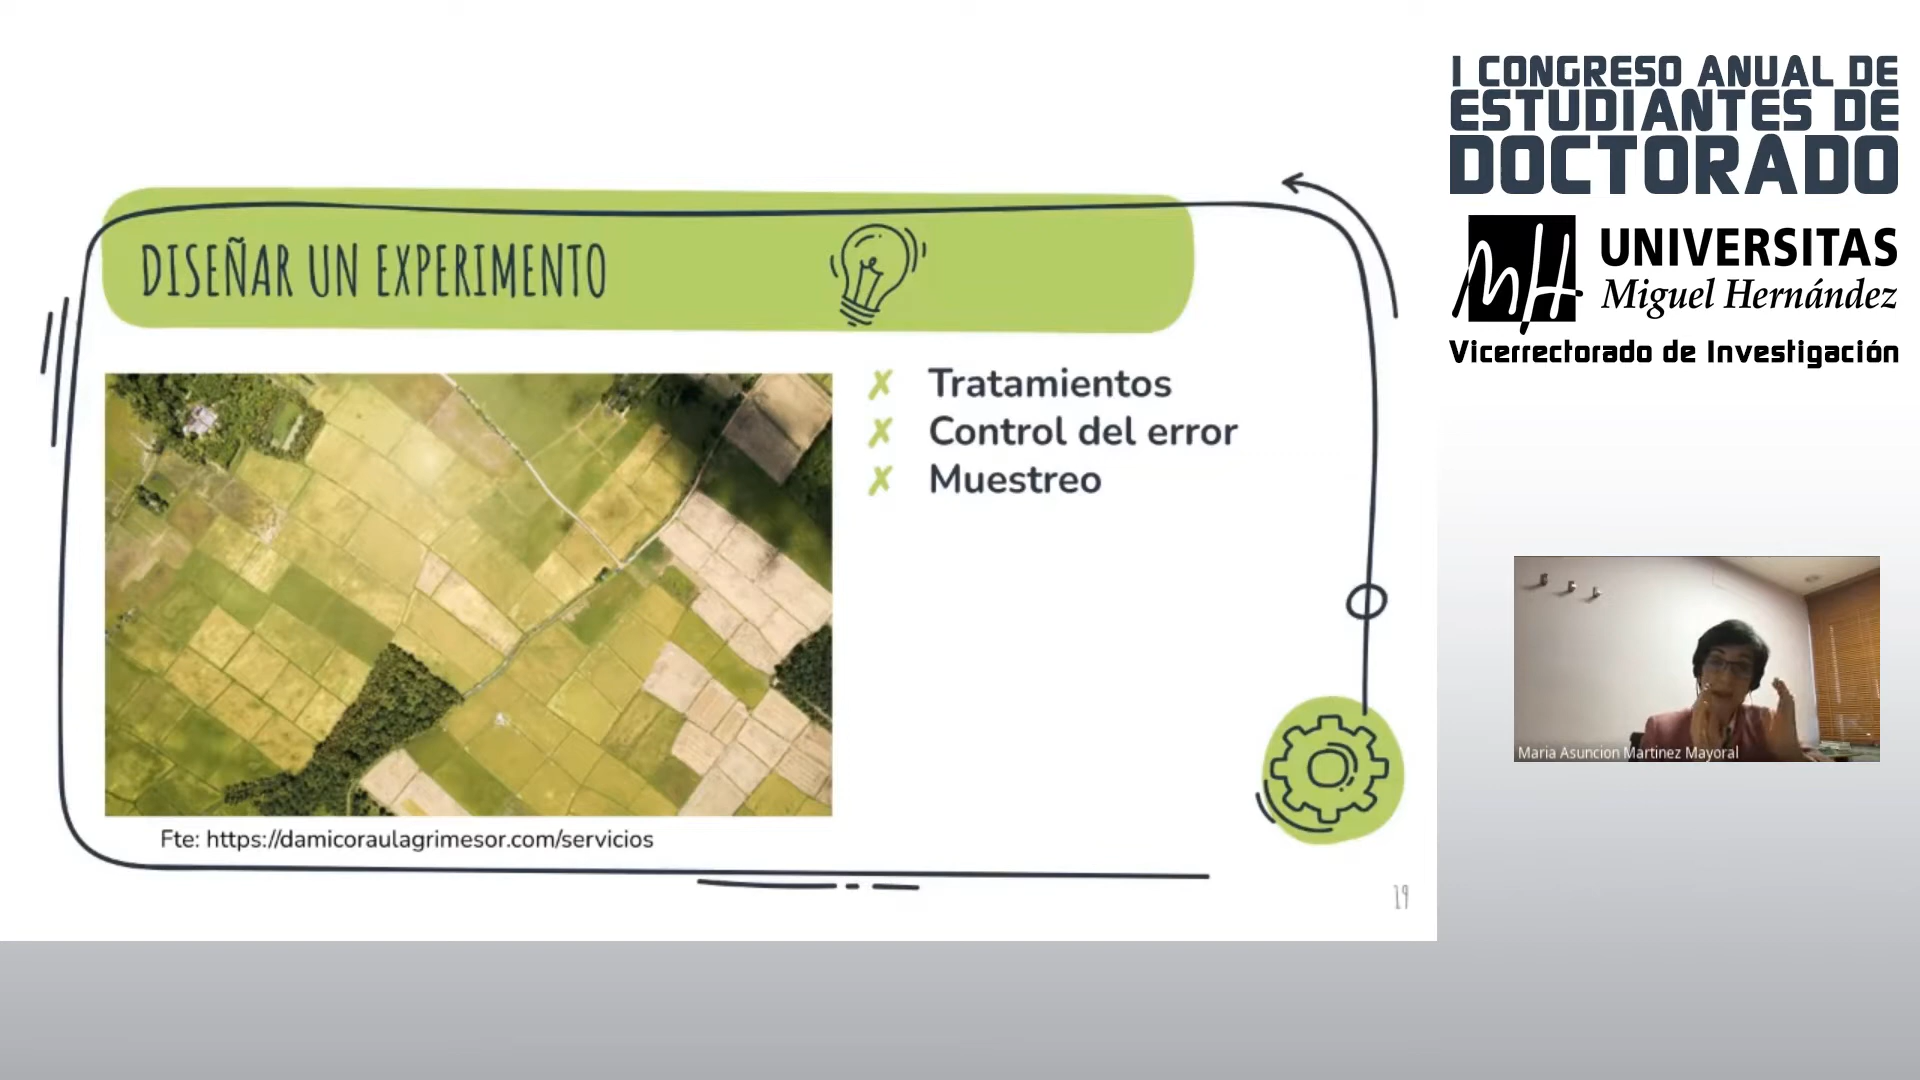 I CONGRESO ANUAL DE
ESTUDIANTES DE
DOCTORADO
UNIVERSITAS
Miguel Hernández
Vicerrectorado de Investigación
DISEÑAR UN EXPERIMENTO
✗ Tratamientos
✗ Control del error
✗ Muestreo
Fte: https://damicoraulagrimesor.com/servicios
19
Maria Asuncion Martinez Mayoral